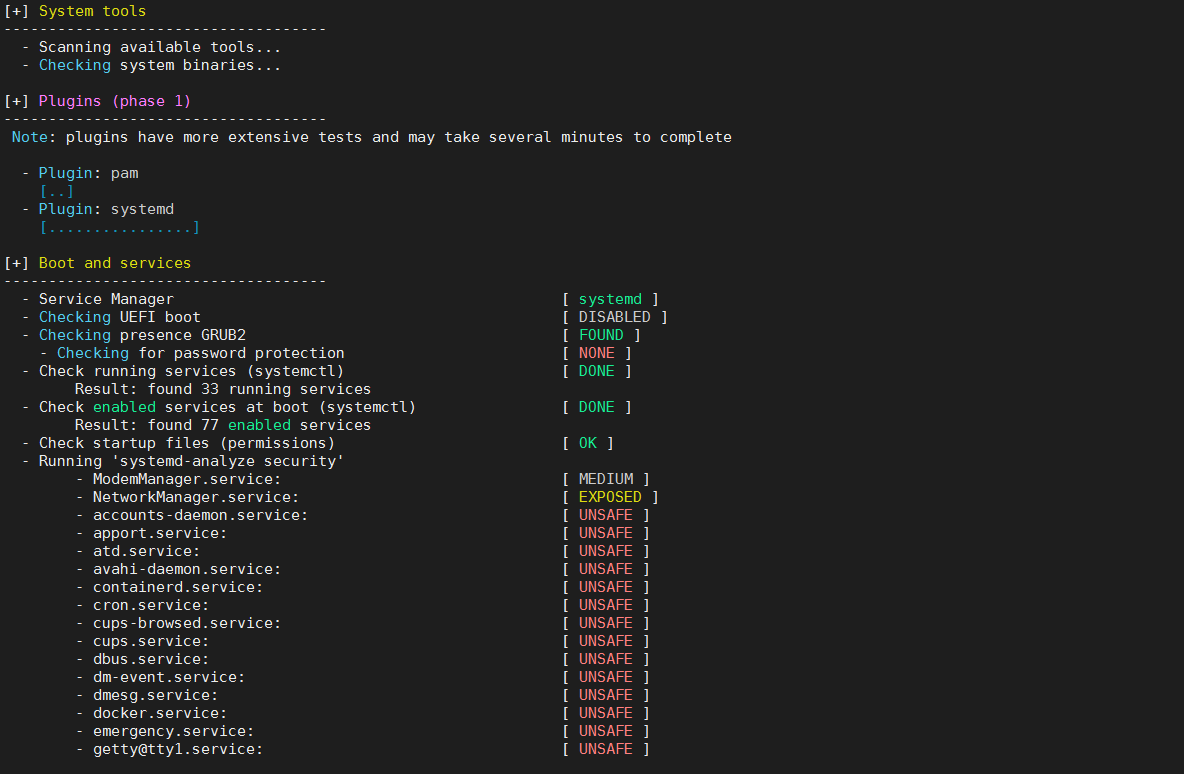 [+] System tools
------------------------------------
  - Scanning available tools...
  - Checking system binaries...

[+] Plugins (phase 1)
------------------------------------
 Note: plugins have more extensive tests and may take several minutes to complete

  - Plugin: pam
    [..]
  - Plugin: systemd
    [................]

[+] Boot and services
------------------------------------
  - Service Manager                                           [ systemd ]
  - Checking UEFI boot                                        [ DISABLED ]
  - Checking presence GRUB2                                   [ FOUND ]
    - Checking for password protection                        [ NONE ]
  - Check running services (systemctl)                        [ DONE ]
        Result: found 33 running services
  - Check enabled services at boot (systemctl)                [ DONE ]
        Result: found 77 enabled services
  - Check startup files (permissions)                         [ OK ]
  - Running 'systemd-analyze security'
        - ModemManager.service:                               [ MEDIUM ]
        - NetworkManager.service:                             [ EXPOSED ]
        - accounts-daemon.service:                            [ UNSAFE ]
        - apport.service:                                     [ UNSAFE ]
        - atd.service:                                        [ UNSAFE ]
        - avahi-daemon.service:                               [ UNSAFE ]
        - containerd.service:                                 [ UNSAFE ]
        - cron.service:                                       [ UNSAFE ]
        - cups-browsed.service:                               [ UNSAFE ]
        - cups.service:                                       [ UNSAFE ]
        - dbus.service:                                       [ UNSAFE ]
        - dm-event.service:                                   [ UNSAFE ]
        - dmesg.service:                                      [ UNSAFE ]
        - docker.service:                                     [ UNSAFE ]
        - emergency.service:                                  [ UNSAFE ]
        - getty@tty1.service:                                 [ UNSAFE ]